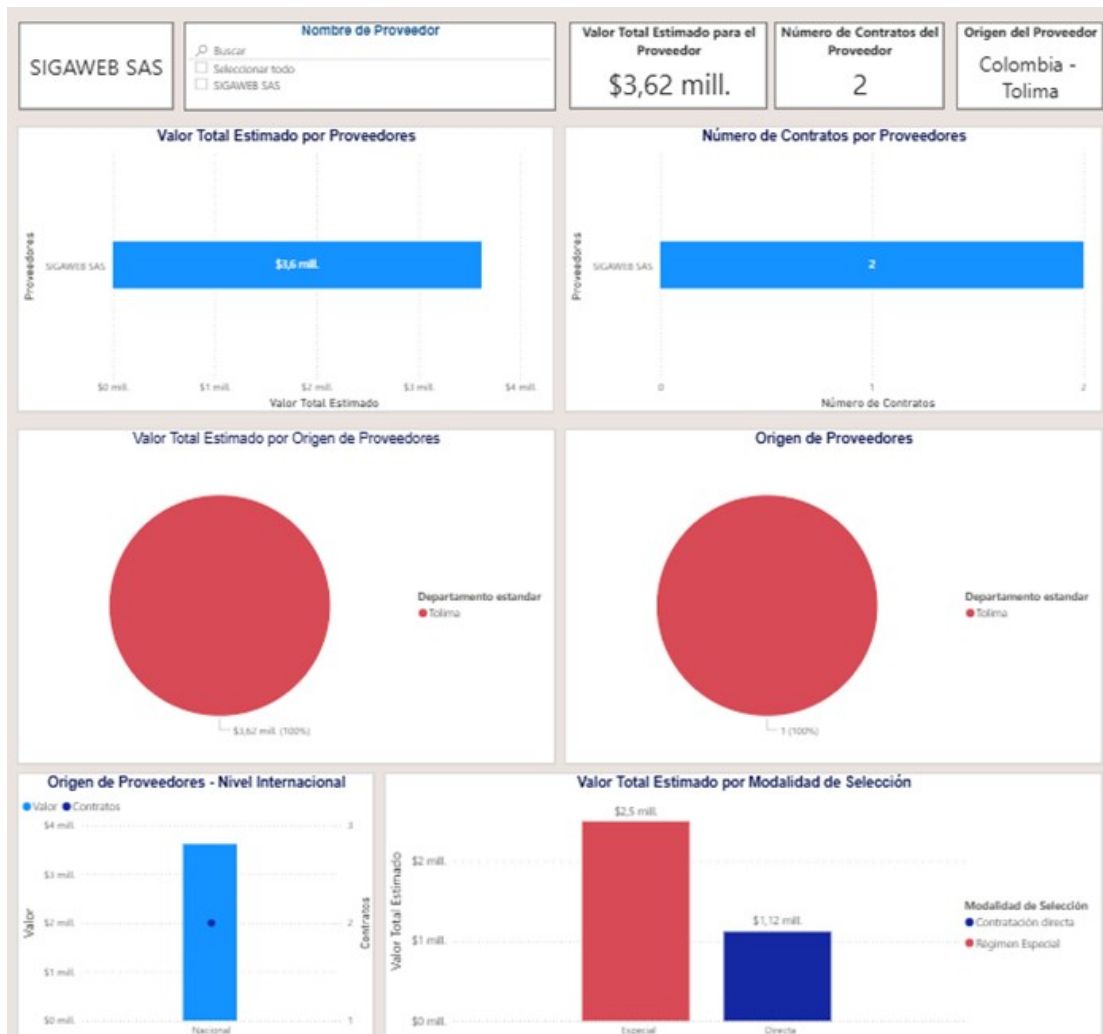 SIGAWEB SAS
Nombre de Proveedor
Buscar
Seleccionar todo
SIGAWEB SAS
Valor Total Estimado para el
Proveedor
$3,62 mill.
Número de Contratos del
Proveedor
2
Origen del Proveedor
Colombia -
Tolima
Valor Total Estimado por Proveedores
Proveedores
SIGAWEB SAS
$3,6 mill.
$0 mill.
$1 mill.
$2 mill.
$3 mill.
$4 mill.
Valor Total Estimado
Número de Contratos por Proveedores
Proveedores
SIGAWEB SAS
2
0
1
2
Número de Contratos
Valor Total Estimado por Origen de Proveedores
Departamento estandar
Tolima
$3,62 mill. (100%)
Origen de Proveedores
Departamento estandar
Tolima
1 (100%)
Origen de Proveedores - Nivel Internacional
Valor
Contratos
$4 mill.
$3 mill.
$2 mill.
$1 mill.
$0 mill.
Valor
3
2
1
Contratos
Nacional
Valor Total Estimado por Modalidad de Selección
Valor Total Estimado
$2 mill.
$1 mill.
$0 mill.
$2,5 mill.
$1,12 mill.
Especial
Directa
Modalidad de Selección
Contratación directa
Régimen Especial